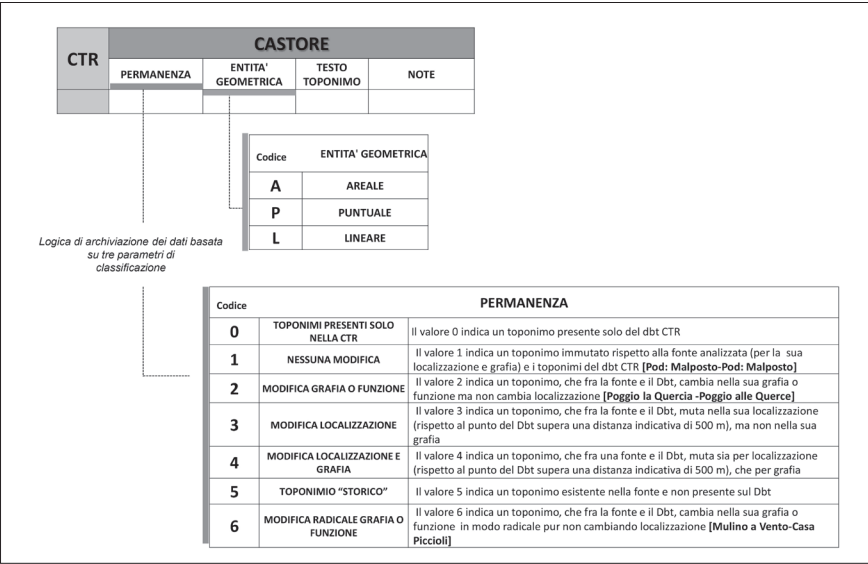 CTR
CASTORE
PERMANENZA
ENTITA'
GEOMETRICA
TESTO
TOPONIMO
NOTE
Codice ENTITA' GEOMETRICA
A AREALE
P PUNTUALE
L LINEARE
Logica di archiviazione dei dati basata
su tre parametri di
classificazione
Codice PERMANENZA
0 TOPONIMI PRESENTI SOLO
NELLA CTR
Il valore 0 indica un toponimo presente solo del dbt CTR
1 NESSUNA MODIFICA
Il valore 1 indica un toponimo immutato rispetto alla fonte analizzata (per la sua
localizzazione e grafia) e i toponimi del dbt CTR [Pod: Malposto-Pod: Malposto]
2 MODIFICA GRAFIA O FUNZIONE
Il valore 2 indica un toponimo, che fra la fonte e il Dbt, cambia nella sua grafia o
funzione ma non cambia localizzazione [Poggio la Quercia -Poggio alle Querce]
3 MODIFICA LOCALIZZAZIONE
Il valore 3 indica un toponimo, che fra la fonte e il Dbt, muta nella sua localizzazione
(rispetto al punto del Dbt supera una distanza indicativa di 500 m), ma non nella sua
grafia
4 MODIFICA LOCALIZZAZIONE E
GRAFIA
Il valore 4 indica un toponimo, che fra una fonte e il Dbt, muta sia per localizzazione
(rispetto al punto del Dbt supera una distanza indicativa di 500 m), che per grafia
5 TOPONIMIO “STORICO”
Il valore 5 indica un toponimo esistente nella fonte e non presente sul Dbt
6 MODIFICA RADICALE GRAFIA O
FUNZIONE
Il valore 6 indica un toponimo, che fra la fonte e il Dbt, cambia nella sua grafia o
funzione in modo radicale pur non cambiando localizzazione [Mulino a Vento-Casa
Piccioli]